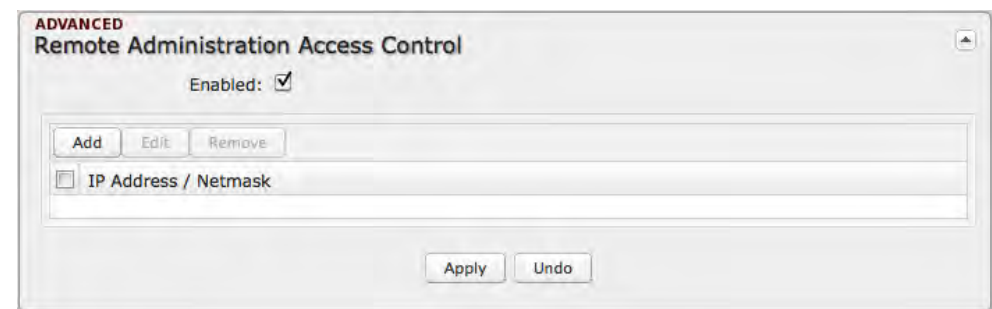 ADVANCED
Remote Administration Access Control
Enabled:
Add Edit Remove
IP Address / Netmask
Apply Undo